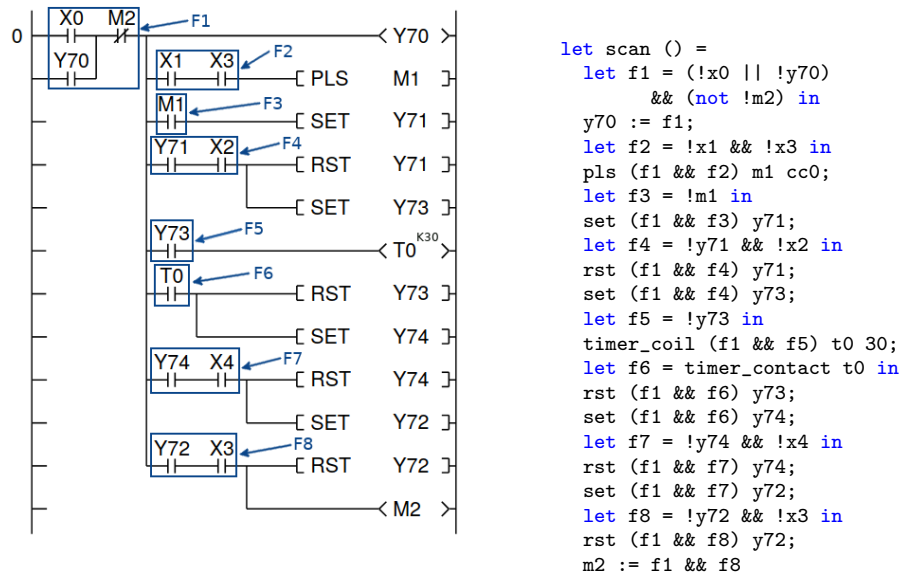 X0 M2 F1
0 Y70
Y70 X1 X3 F2
PLS M1
M1 F3
SET Y71
Y71 X2 F4
RST Y71
SET Y73
Y73 F5
K30
T0
T0 F6
RST Y73
SET Y74
Y74 X4 F7
RST Y74
SET Y72
Y72 X3 F8
RST Y72
M2
let scan () =
let f1 = (!x0 || !y70)
&& (not !m2) in
y70 := f1;
let f2 = !x1 && !x3 in
pls (f1 && f2) m1 cc0;
let f3 = !m1 in
set (f1 && f3) y71;
let f4 = !y71 && !x2 in
rst (f1 && f4) y71;
set (f1 && f4) y73;
let f5 = !y73 in
timer_coil (f1 && f5) t0 30;
let f6 = timer_contact t0 in
rst (f1 && f6) y73;
set (f1 && f6) y74;
let f7 = !y74 && !x4 in
rst (f1 && f7) y74;
set (f1 && f7) y72;
let f8 = !y72 && !x3 in
rst (f1 && f8) y72;
m2 := f1 && f8